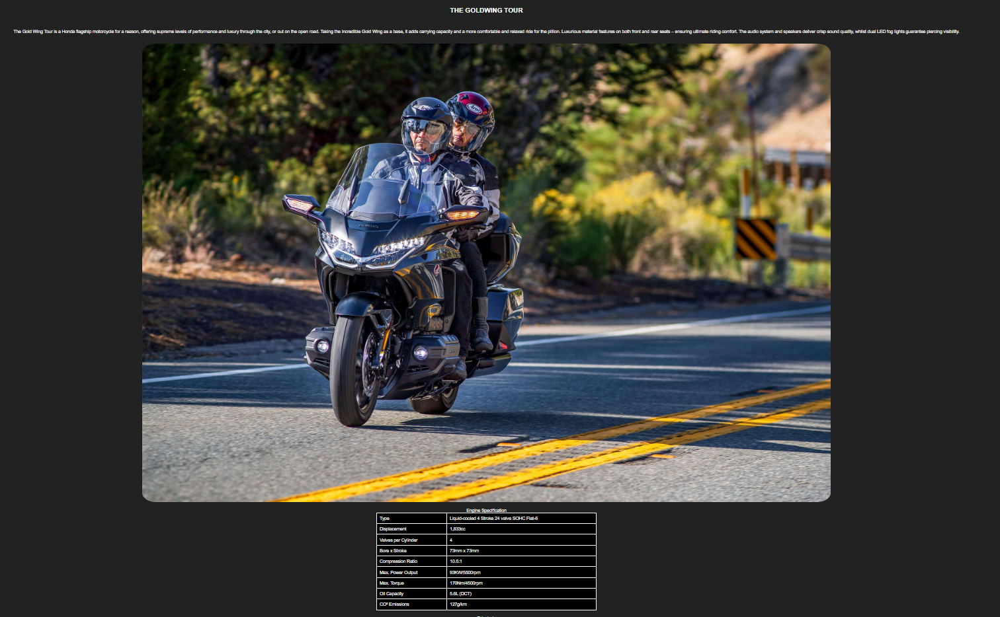 THE GOLDWING TOUR
The Gold Wing Tour is a Honda flagship motorcycle for a reason, offering supreme levels of performance and luxury through the city, or out on the open road. Taking the incredible Gold Wing as a base, it adds carrying capacity and a more comfortable and relaxed ride for the pillion. Luxurious material features on both front and rear seats – ensuring ultimate riding comfort. The audio system and speakers deliver crisp sound quality, whilst dual LED fog lights guarantee piercing visibility.
Arai
Arai
HONDA
Engine Specification
Type Liquid-cooled 4 Stroke 24 valve SOHC Flat-6
Displacement 1,833cc
Valves per Cylinder 4
Bore x Stroke 73mm x 73mm
Compression Ratio 10.5:1
Max. Power Output 93KW/5500rpm
Max. Torque 170Nm/4500rpm
Oil Capacity 5.6L (DCT)
CO² Emissions 127g/km